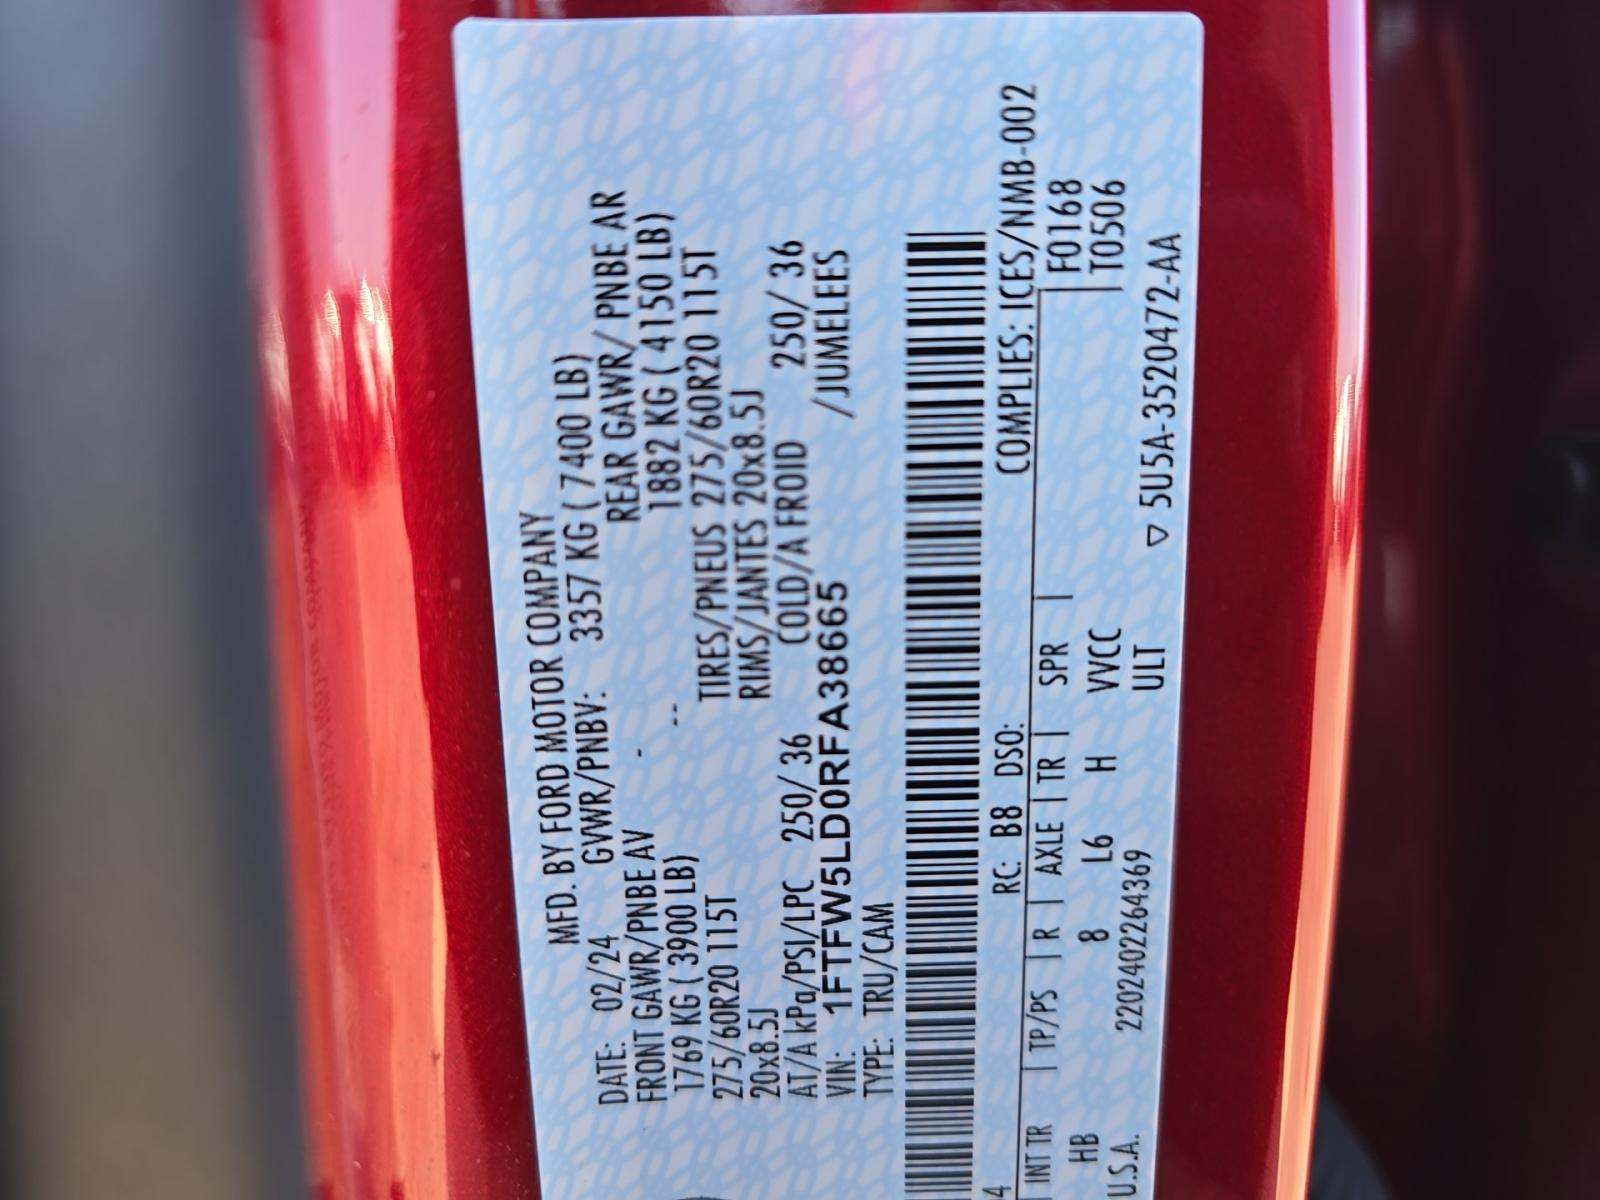 MFD. BY FORD MOTOR COMPANY
DATE: 02/24 GVWR/PNBV: 3357 KG ( 7400 LB)
FRONT GAWR/PNBE AV - REAR GAWR/ PNBE AR
1769 KG ( 3900 LB) -- 1882 KG ( 4150 LB)
275/60R20 115T TIRES/PNEUS 275/60R20 115T
20x8.5J RIMS/JANTES 20x8.5J
AT/A kPa/PSI/LPC 250/ 36 COLD/A FROID 250/ 36
VIN: 1FTFW5LD0RFA38665 /JUMELEES
TYPE: TRU/CAM
4 RC: B8 DSO: COMPLIES: ICES/NMB-002
INT TR | TP/PS | R | AXLE | TR | SPR | F0168
HB 8 L6 H VVCC T0506
U.S.A. 2202402264369 ULT
▽ 5U5A-3520472-AA